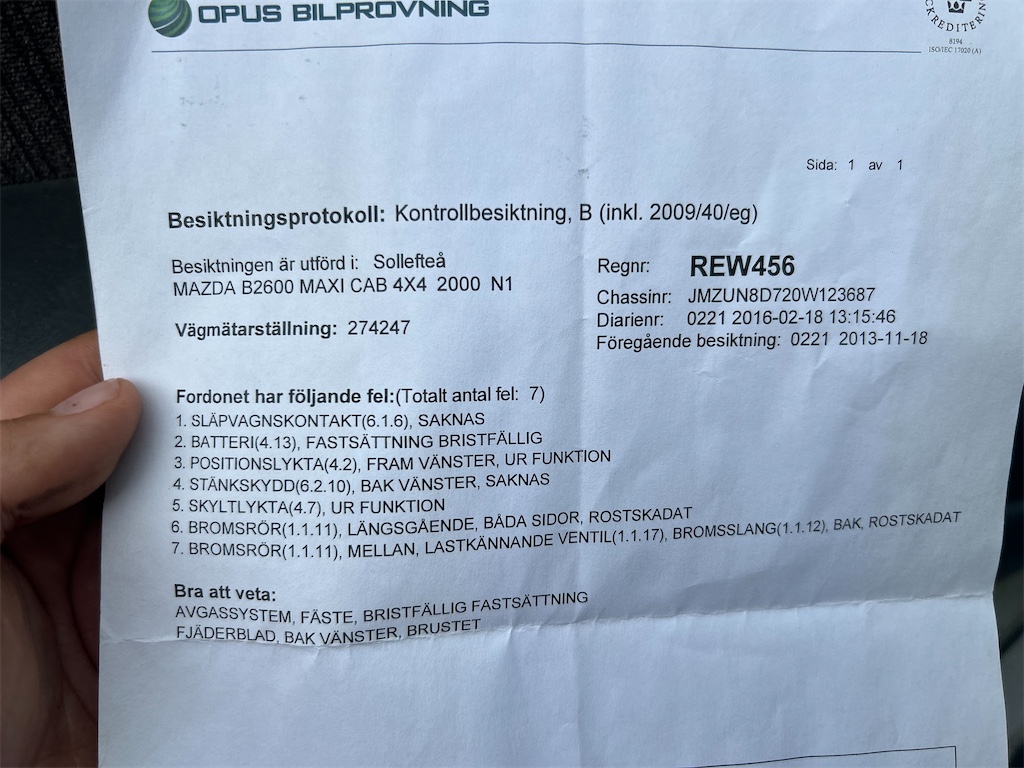 OPUS BILPROVNING
8194
ISO/IEC 17020 (A)
Sida: 1 av 1
Besiktningsprotokoll: Kontrollbesiktning, B (inkl. 2009/40/eg)
Besiktningen är utförd i: Sollefteå
MAZDA B2600 MAXI CAB 4X4 2000 N1
Vägmätarställning: 274247
Regnr: REW456
Chassinr: JMZUN8D720W123687
Diarienr: 0221 2016-02-18 13:15:46
Föregående besiktning: 0221 2013-11-18
Fordonet har följande fel:(Totalt antal fel: 7)
1. SLÄPVAGNSKONTAKT(6.1.6), SAKNAS
2. BATTERI(4.13), FASTSÄTTNING BRISTFÄLLIG
3. POSITIONSLYKTA(4.2), FRAM VÄNSTER, UR FUNKTION
4. STÄNKSKYDD(6.2.10), BAK VÄNSTER, SAKNAS
5. SKYLTLYKTA(4.7), UR FUNKTION
6. BROMSRÖR(1.1.11), LÄNGSGÅENDE, BÅDA SIDOR, ROSTSKADAT
7. BROMSRÖR(1.1.11), MELLAN, LASTKÄNNANDE VENTIL(1.1.17), BROMSSLANG(1.1.12), BAK, ROSTSKADAT
Bra att veta:
AVGASSYSTEM, FÄSTE, BRISTFÄLLIG FASTSÄTTNING
FJÄDERBLAD, BAK VÄNSTER, BRUSTET